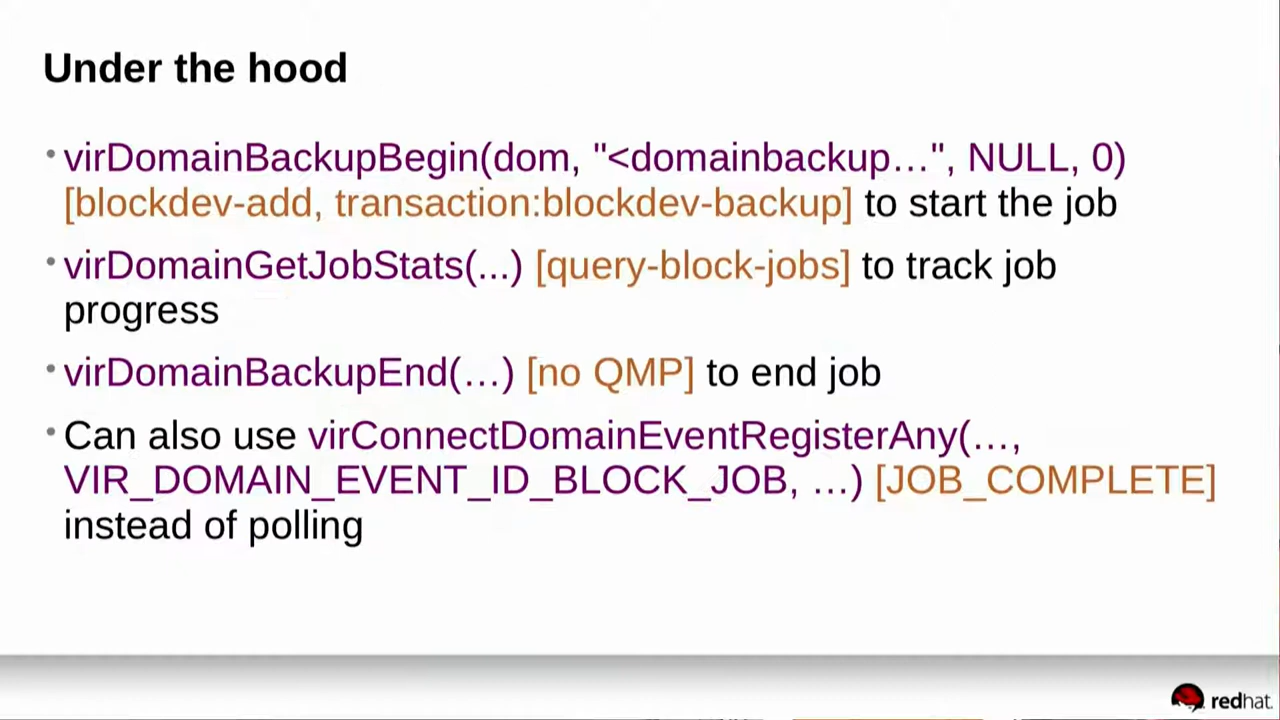 Under the hood
• virDomainBackupBegin(dom, "<domainbackup…", NULL, 0)
[blockdev-add, transaction:blockdev-backup] to start the job
• virDomainGetJobStats(...) [query-block-jobs] to track job
progress
• virDomainBackupEnd(…) [no QMP] to end job
• Can also use virConnectDomainEventRegisterAny(…,
VIR_DOMAIN_EVENT_ID_BLOCK_JOB, …) [JOB_COMPLETE]
instead of polling
redhat.